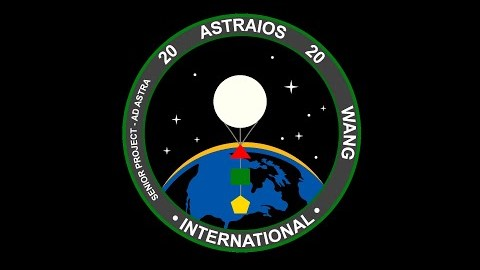 20 ASTRAIOS 20
WANG
SENIOR PROJECT - AD ASTRA
• INTERNATIONAL •